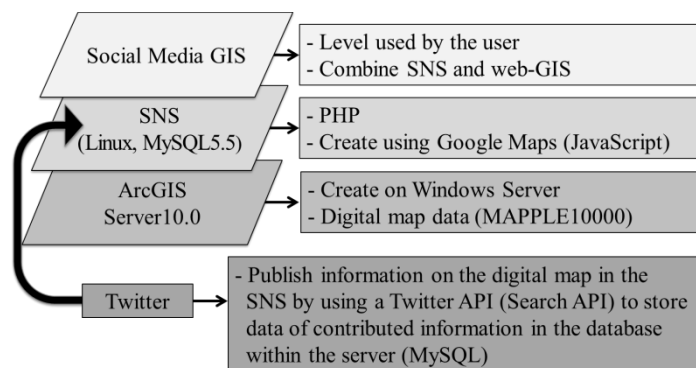 Social Media GIS
- Level used by the user
- Combine SNS and web-GIS
SNS
(Linux, MySQL5.5)
- PHP
- Create using Google Maps (JavaScript)
ArcGIS
Server10.0
- Create on Windows Server
- Digital map data (MAPPLE10000)
Twitter
- Publish information on the digital map in the
SNS by using a Twitter API (Search API) to store
data of contributed information in the database
within the server (MySQL)